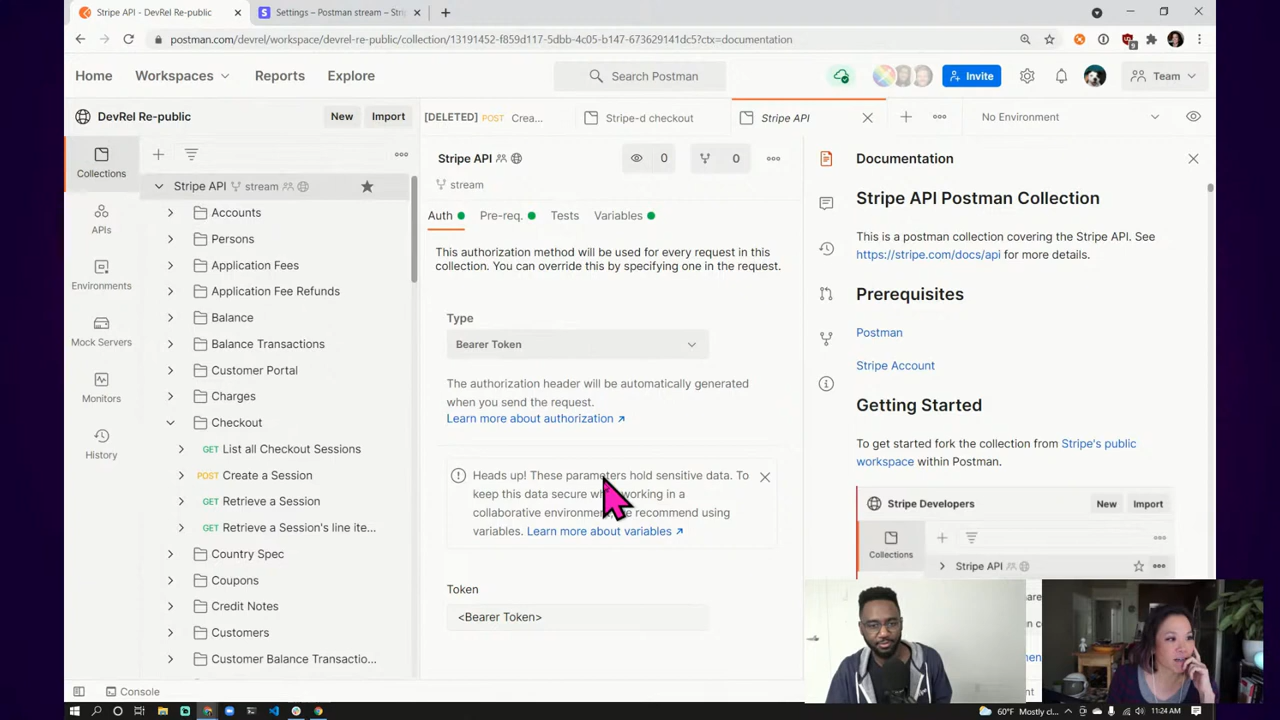 Stripe API - DevRel Re-public
Settings – Postman stream – Strip
postman.com/devrel/workspace/devrel-re-public/collection/13191452-f859d117-5dbb-4c05-b147-673629141dc5?ctx=documentation
Home
Workspaces
Reports
Explore
Search Postman
Invite
Team
DevRel Re-public
New
Import
[DELETED] POST Crea...
Stripe-d checkout
Stripe API
No Environment
Collections
APIs
Environments
Mock Servers
Monitors
History
Stripe API stream
Accounts
Persons
Application Fees
Application Fee Refunds
Balance
Balance Transactions
Customer Portal
Charges
Checkout
GET List all Checkout Sessions
POST Create a Session
GET Retrieve a Session
GET Retrieve a Session's line ite...
Country Spec
Coupons
Credit Notes
Customers
Customer Balance Transactio...
Stripe API
0
0
stream
Auth
Pre-req.
Tests
Variables
This authorization method will be used for every request in this
collection. You can override this by specifying one in the request.
Type
Bearer Token
The authorization header will be automatically generated
when you send the request.
Learn more about authorization ↗
Heads up! These parameters hold sensitive data. To
keep this data secure working in a
collaborative recommend using
variables. Learn more about variables ↗
Token
<Bearer Token>
Documentation
Stripe API Postman Collection
This is a postman collection covering the Stripe API. See
https://stripe.com/docs/api for more details.
Prerequisites
Postman
Stripe Account
Getting Started
To get started fork the collection from Stripe's public
workspace within Postman.
Stripe Developers
New
Import
Collections
Stripe API
Console
60°F Mostly cl...
11:24 AM